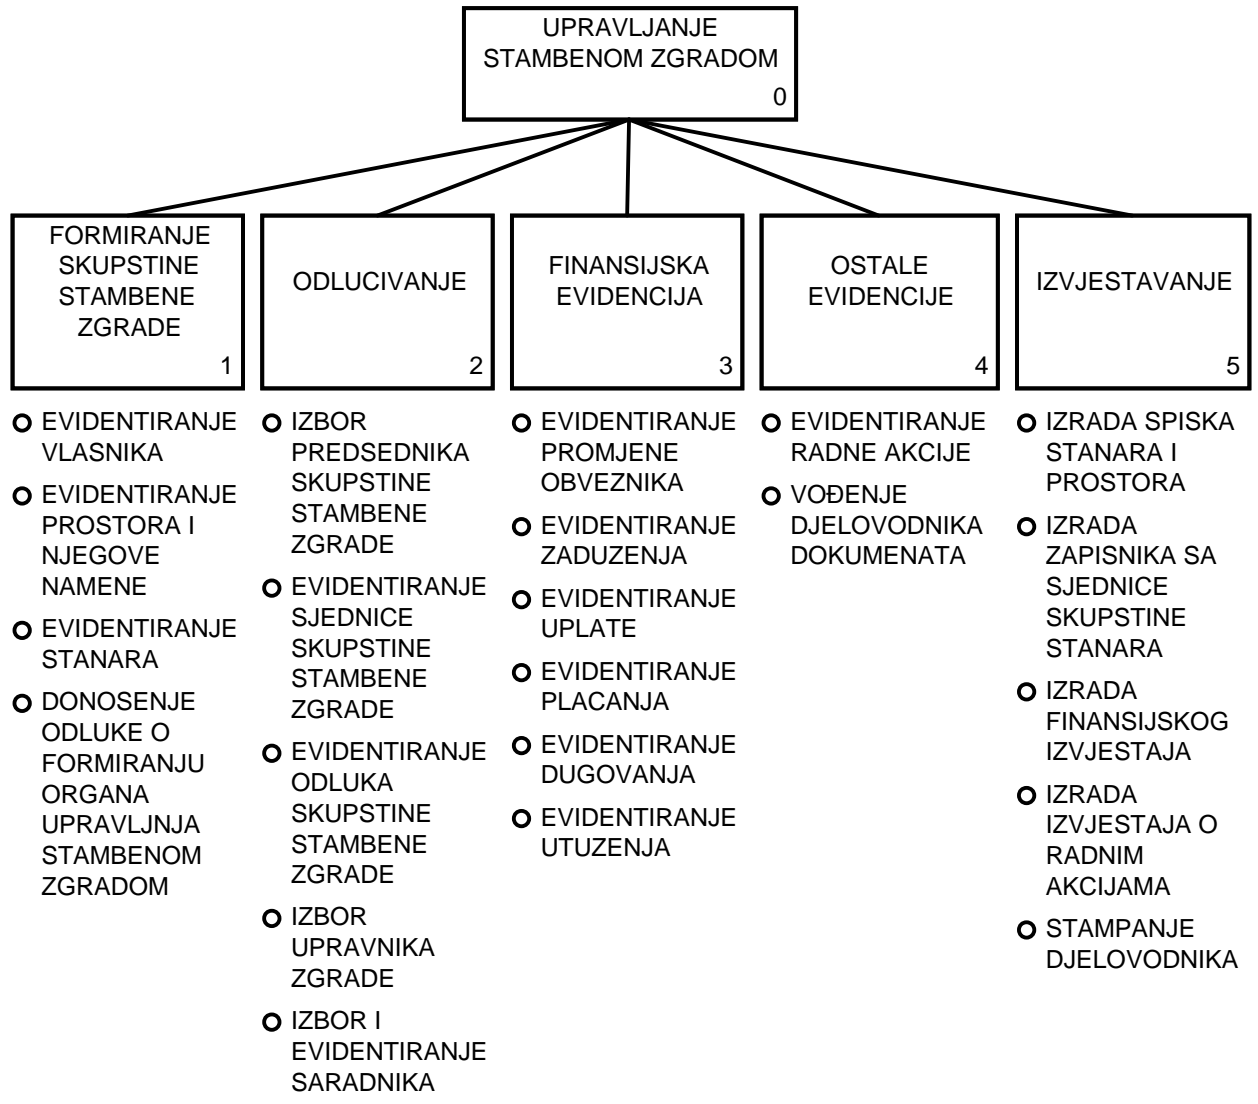 UPRAVLJANJE
STAMBENOM ZGRADOM
0
FORMIRANJE
SKUPSTINE
STAMBENE
ZGRADE
1
ODLUCIVANJE
2
FINANSIJSKA
EVIDENCIJA
3
OSTALE
EVIDENCIJE
4
IZVJESTAVANJE
5
EVIDENTIRANJE
VLASNIKA
EVIDENTIRANJE
PROSTORA I
NJEGOVE
NAMENE
EVIDENTIRANJE
STANARA
DONOSENJE
ODLUKE O
FORMIRANJU
ORGANA
UPRAVLJNJA
STAMBENOM
ZGRADOM
IZBOR
PREDSEDNIKA
SKUPSTINE
STAMBENE
ZGRADE
EVIDENTIRANJE
SJEDNICE
SKUPSTINE
STAMBENE
ZGRADE
EVIDENTIRANJE
ODLUKA
SKUPSTINE
STAMBENE
ZGRADE
IZBOR
UPRAVNIKA
ZGRADE
IZBOR I
EVIDENTIRANJE
SARADNIKA
EVIDENTIRANJE
PROMJENE
OBVEZNIKA
EVIDENTIRANJE
ZADUZENJA
EVIDENTIRANJE
UPLATE
EVIDENTIRANJE
PLACANJA
EVIDENTIRANJE
DUGOVANJA
EVIDENTIRANJE
UTUZENJA
EVIDENTIRANJE
RADNE AKCIJE
VOĐENJE
DJELOVODNIKA
DOKUMENATA
IZRADA SPISKA
STANARA I
PROSTORA
IZRADA
ZAPISNIKA SA
SJEDNICE
SKUPSTINE
STANARA
IZRADA
FINANSIJSKOG
IZVJESTAJA
IZRADA
IZVJESTAJA O
RADNIM
AKCIJAMA
STAMPANJE
DJELOVODNIKA